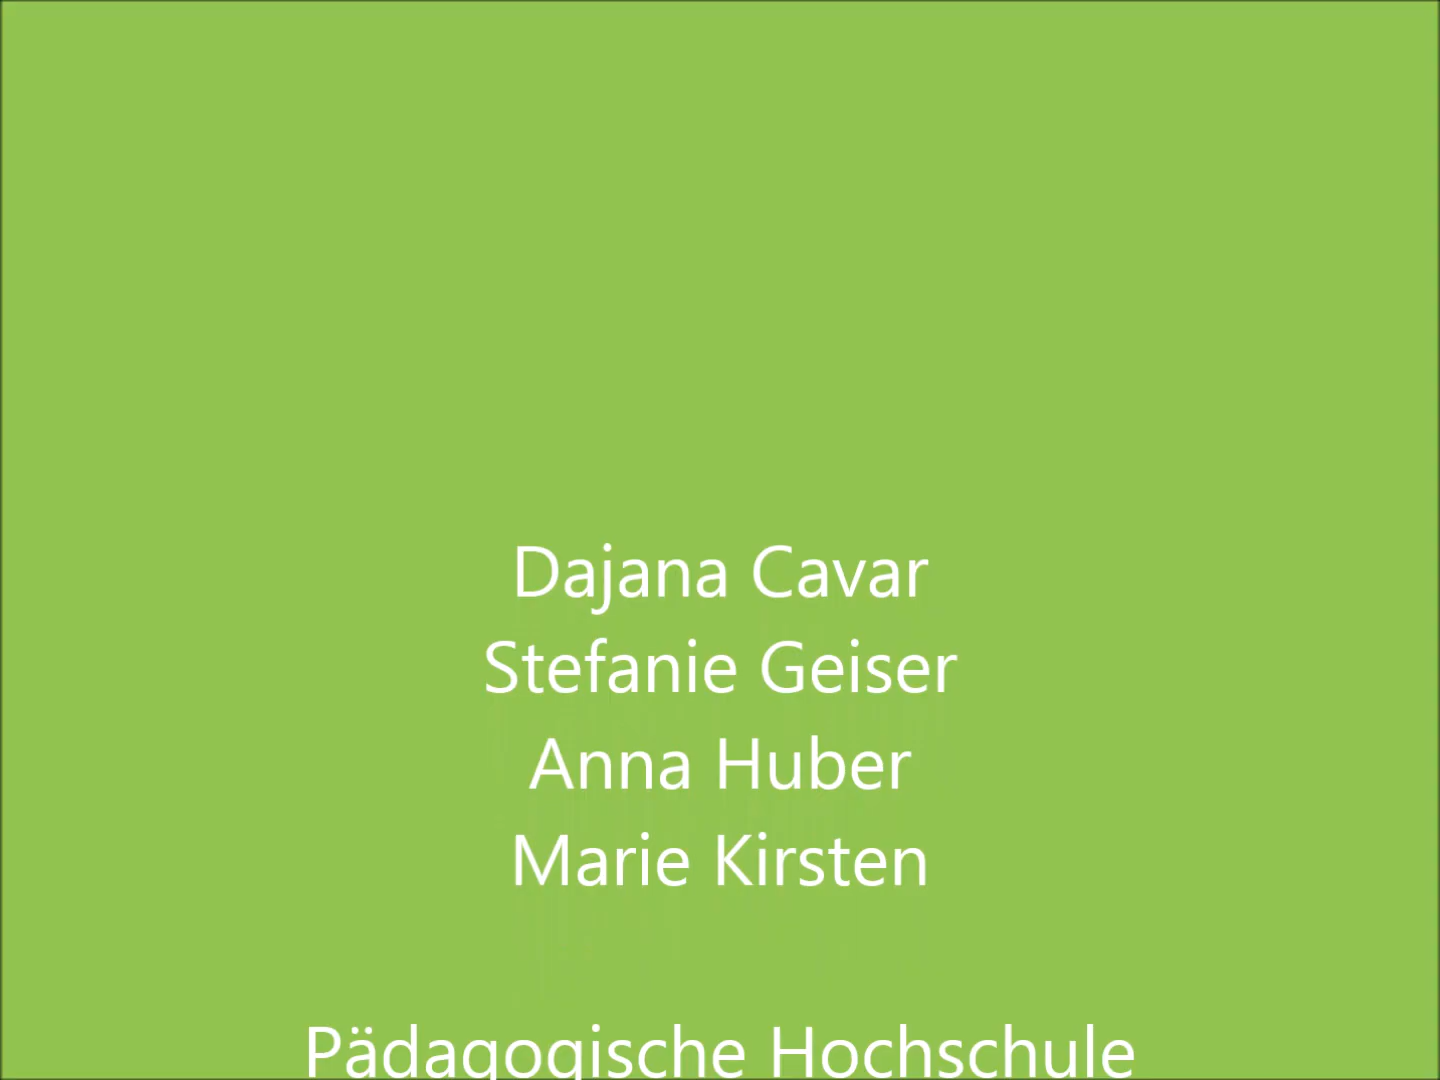 Dajana Cavar
Stefanie Geiser
Anna Huber
Marie Kirsten
Pädagogische Hochschule